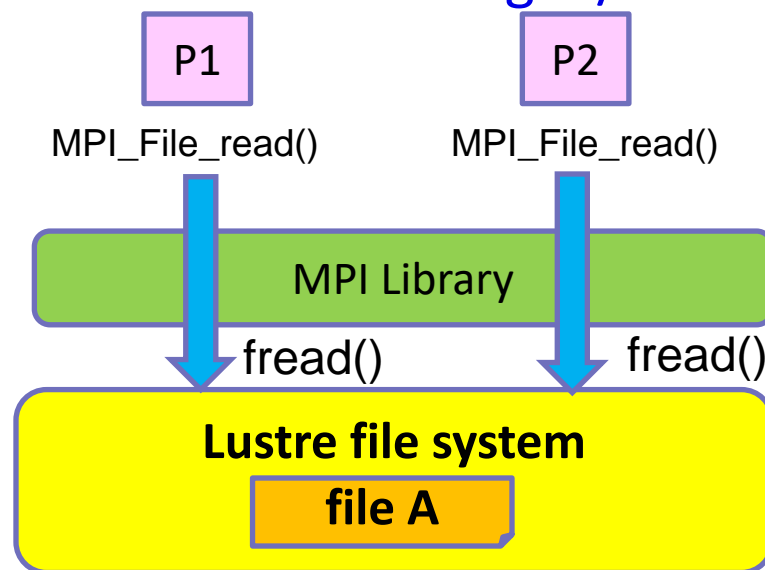 P1 P2
MPI_File_read() MPI_File_read()
MPI Library
fread() fread()
Lustre file system
file A